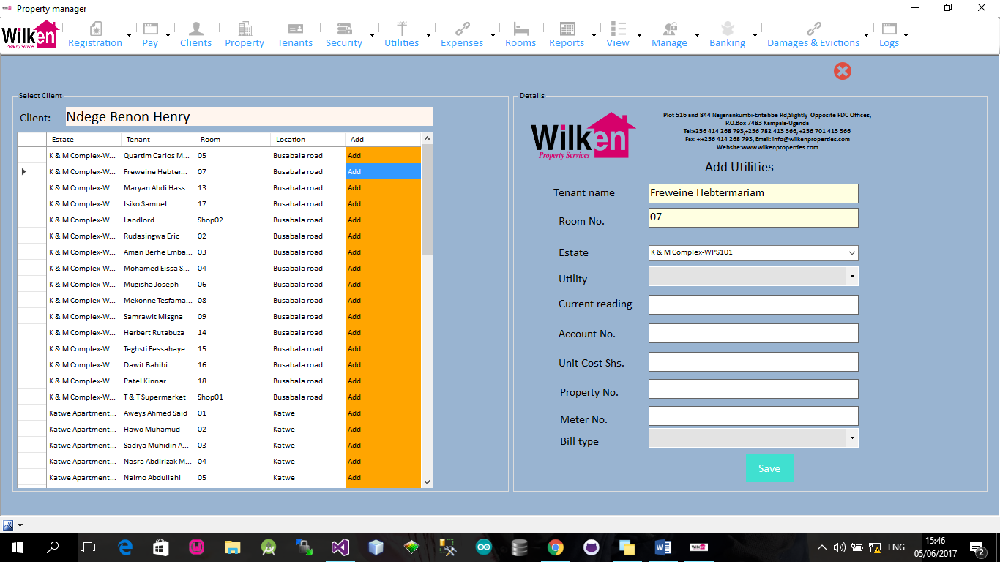 Property manager
Wilken
Property Services
Registration Pay Clients Property Tenants Security Utilities Expenses Rooms Reports View Manage Banking Damages & Evictions Logs
Select Client
Client: Ndege Benon Henry
Estate Tenant Room Location Add
K & M Complex-W... Quartim Carlos M... 05 Busabala road Add
K & M Complex-W... Freweine Hebter... 07 Busabala road Add
K & M Complex-W... Maryan Abdi Hass... 13 Busabala road Add
K & M Complex-W... Isiko Samuel 17 Busabala road Add
K & M Complex-W... Landlord Shop02 Busabala road Add
K & M Complex-W... Rudasingwa Eric 02 Busabala road Add
K & M Complex-W... Aman Berhe Emba... 03 Busabala road Add
K & M Complex-W... Mohamed Eissa S... 04 Busabala road Add
K & M Complex-W... Mugisha Joseph 06 Busabala road Add
K & M Complex-W... Mekonne Tesfama... 08 Busabala road Add
K & M Complex-W... Samrawit Misgna 09 Busabala road Add
K & M Complex-W... Herbert Rutabuza 14 Busabala road Add
K & M Complex-W... Teghsti Fessahaye 15 Busabala road Add
K & M Complex-W... Dawit Bahibi 16 Busabala road Add
K & M Complex-W... Patel Kinnar 18 Busabala road Add
K & M Complex-W... T & T Supermarket Shop01 Busabala road Add
Katwe Apartment... Aweys Ahmed Said 01 Katwe Add
Katwe Apartment... Hawo Muhamud 02 Katwe Add
Katwe Apartment... Sadiya Muhidin A... 03 Katwe Add
Katwe Apartment... Nasra Abdirizak M... 04 Katwe Add
Katwe Apartment... Naimo Abdullahi 05 Katwe Add
Details
Wilken
Property Services
Plot 516 and 844 Najjanankumbi-Entebbe Rd,Slightly Opposite FDC Offices,
P.O.Box 7483 Kampala-Uganda
Tel:+256 414 268 793,+256 782 413 366, +256 701 413 366
Fax: +:+256 414 268 793, Email: info@wilkenproperties.com
Website:www.wilkenproperties.com
Add Utilities
Tenant name Freweine Hebtermariam
Room No. 07
Estate K & M Complex-WPS101
Utility
Current reading
Account No.
Unit Cost Shs.
Property No.
Meter No.
Bill type
Save
ENG
15:46
05/06/2017
2